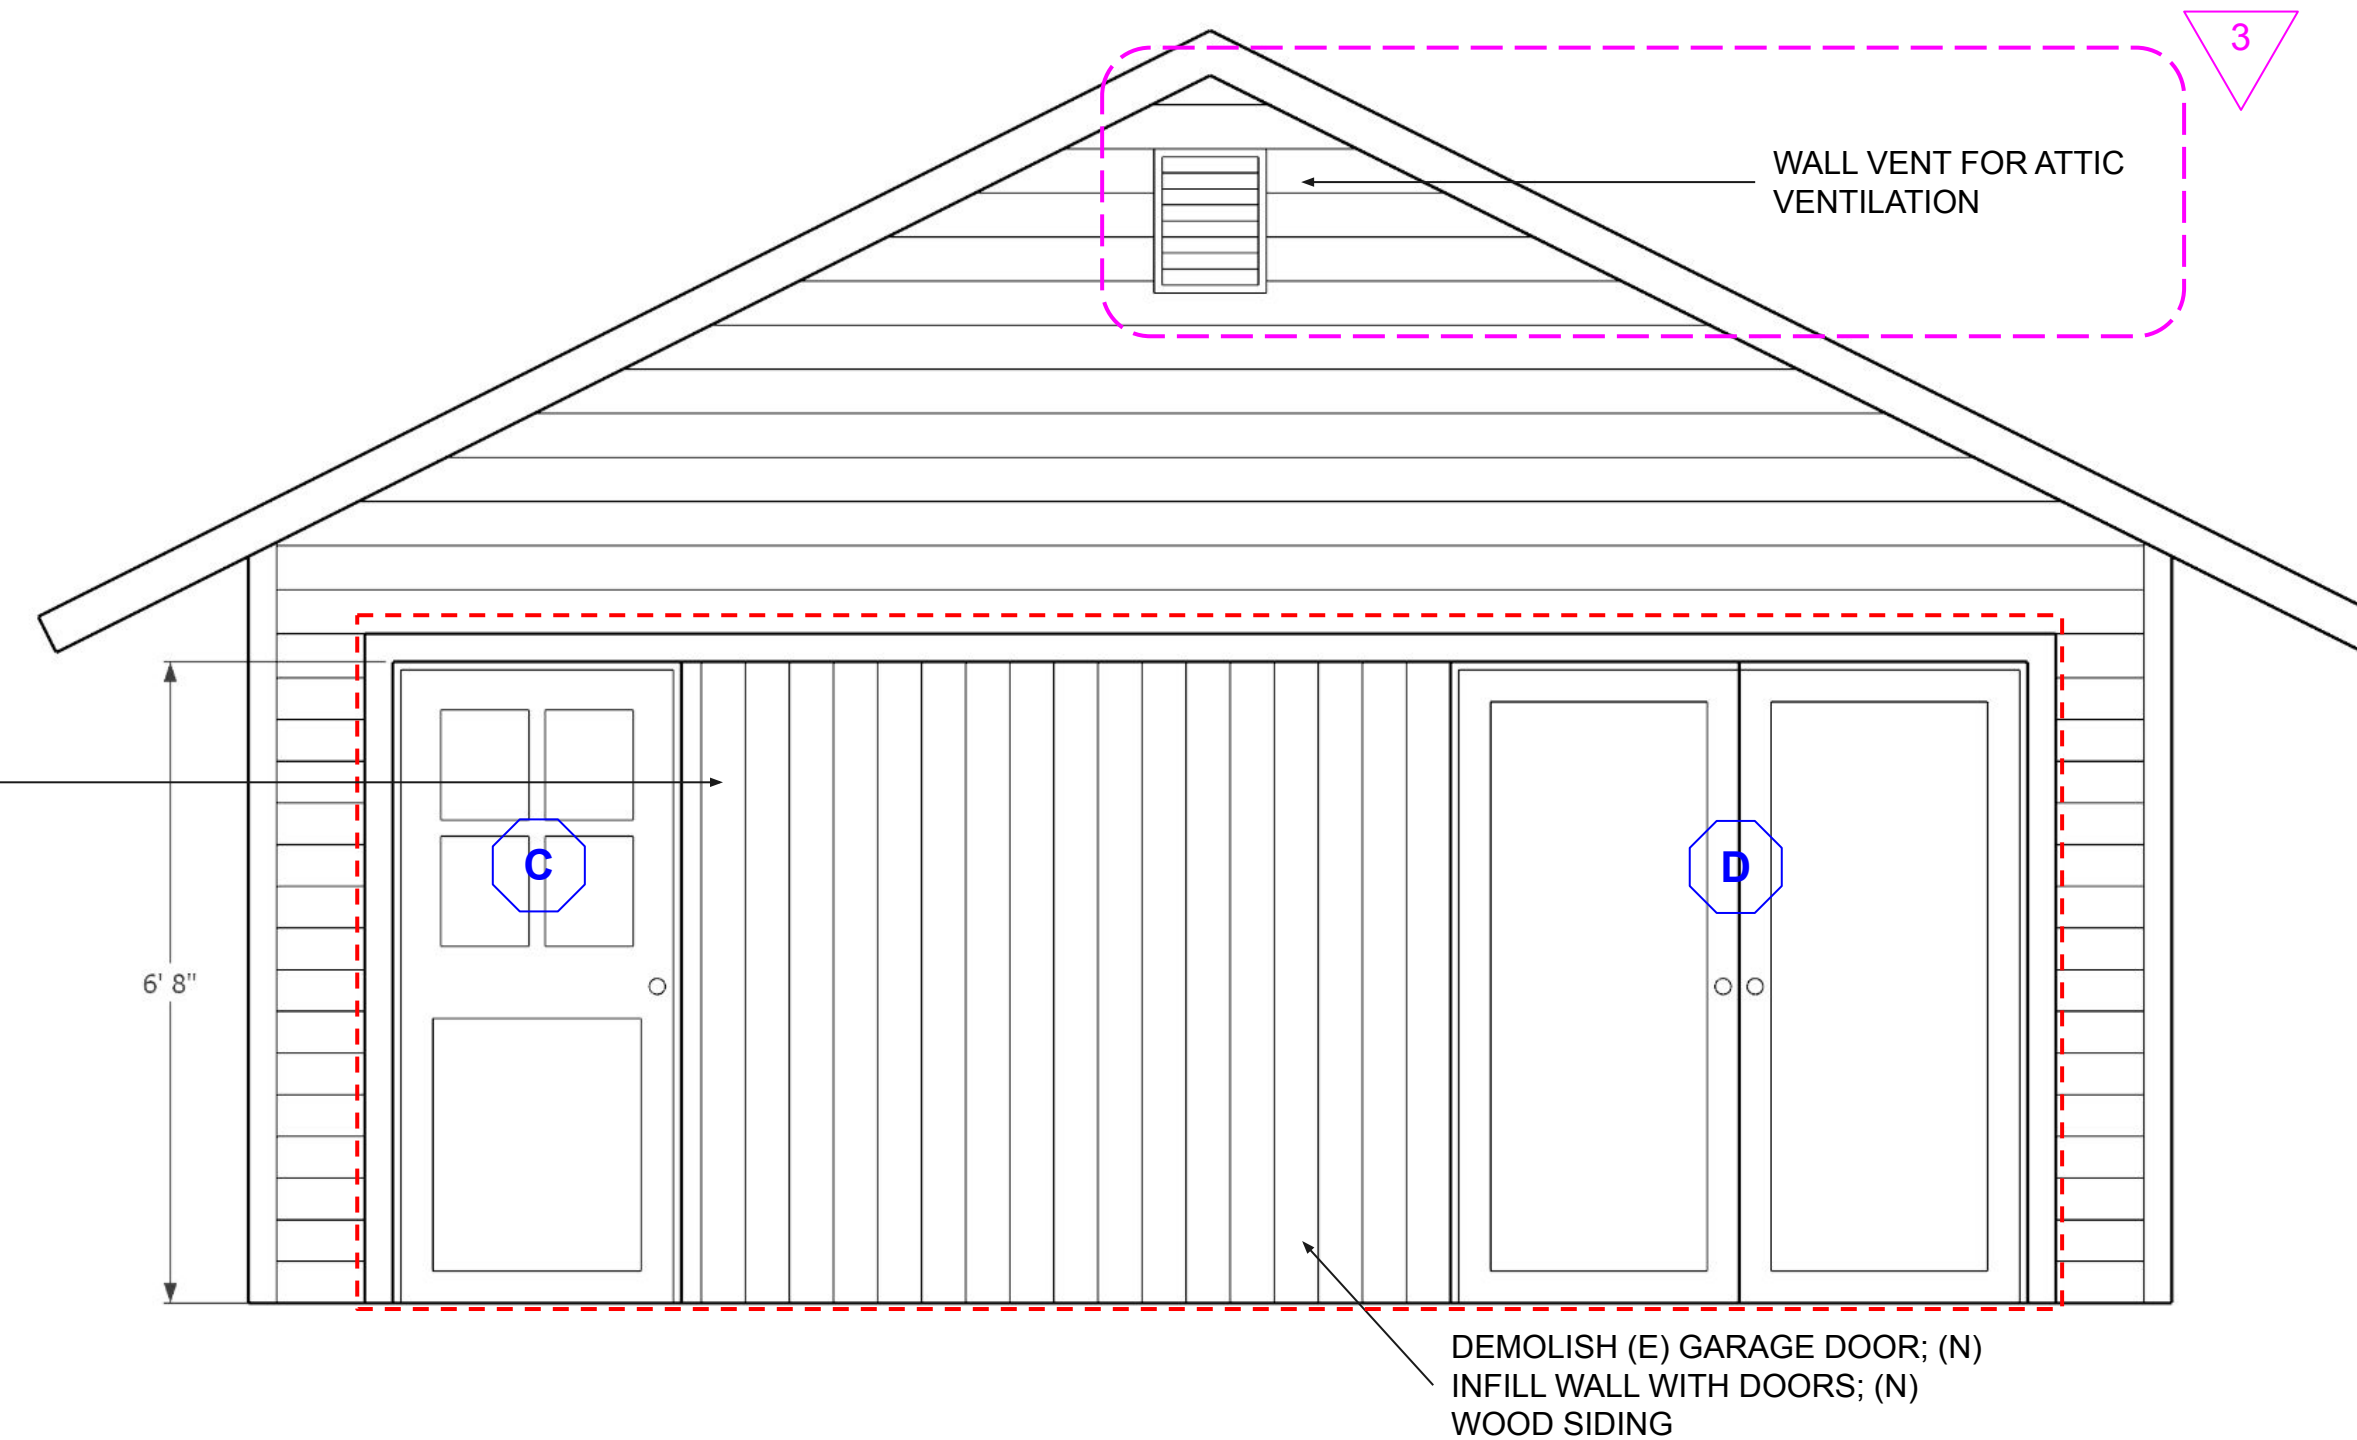 3
WALL VENT FOR ATTIC
VENTILATION
C
D
6' 8"
DEMOLISH (E) GARAGE DOOR; (N)
INFILL WALL WITH DOORS; (N)
WOOD SIDING